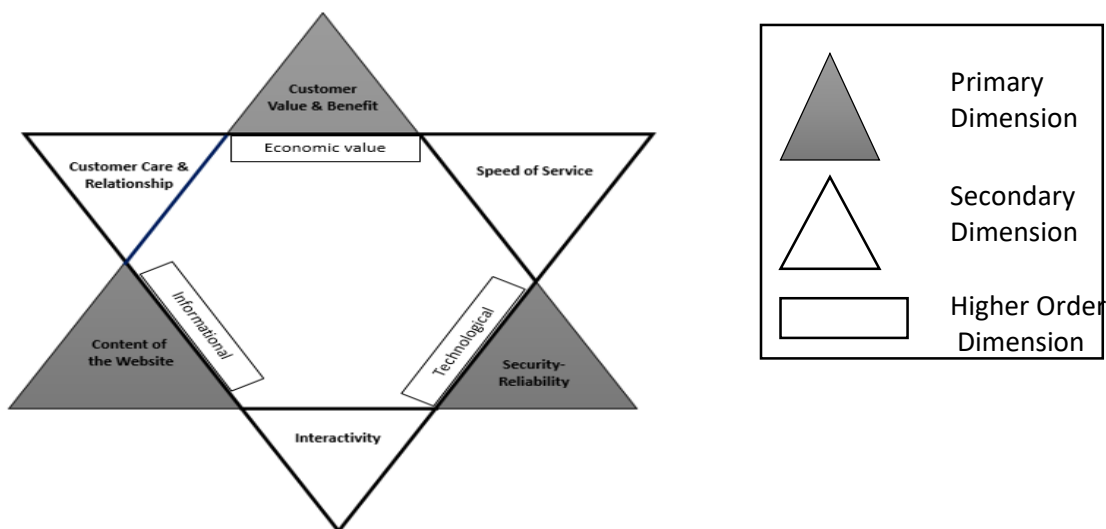 Customer
Value & Benefit
Economic value
Customer Care &
Relationship
Speed of Service
Informational
Technological
Content of
the Website
Security-
Reliability
Interactivity
Primary
Dimension
Secondary
Dimension
Higher Order
Dimension